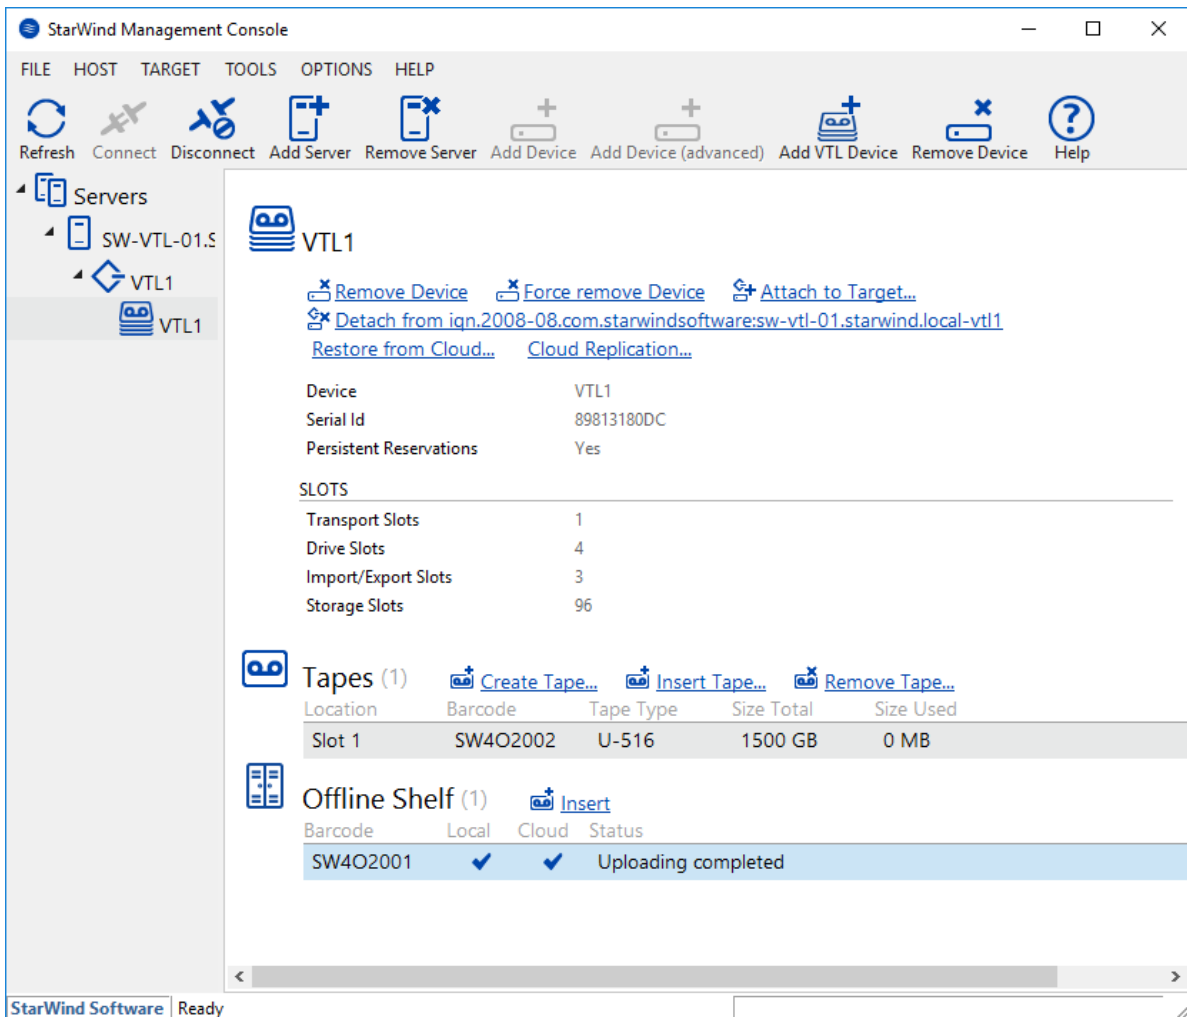 StarWind Management Console
FILE HOST TARGET TOOLS OPTIONS HELP
Refresh Connect Disconnect Add Server Remove Server Add Device Add Device (advanced) Add VTL Device Remove Device Help
Servers
SW-VTL-01.S
VTL1
VTL1
VTL1
Remove Device Force remove Device Attach to Target...
Detach from iqn.2008-08.com.starwindsoftware:sw-vtl-01.starwind.local-vtl1
Restore from Cloud... Cloud Replication...
Device VTL1
Serial Id 89813180DC
Persistent Reservations Yes
SLOTS
Transport Slots 1
Drive Slots 4
Import/Export Slots 3
Storage Slots 96
Tapes (1) Create Tape... Insert Tape... Remove Tape...
Location Barcode Tape Type Size Total Size Used
Slot 1 SW4O2002 U-516 1500 GB 0 MB
Offline Shelf (1) Insert
Barcode Local Cloud Status
SW4O2001 Uploading completed
StarWind Software Ready